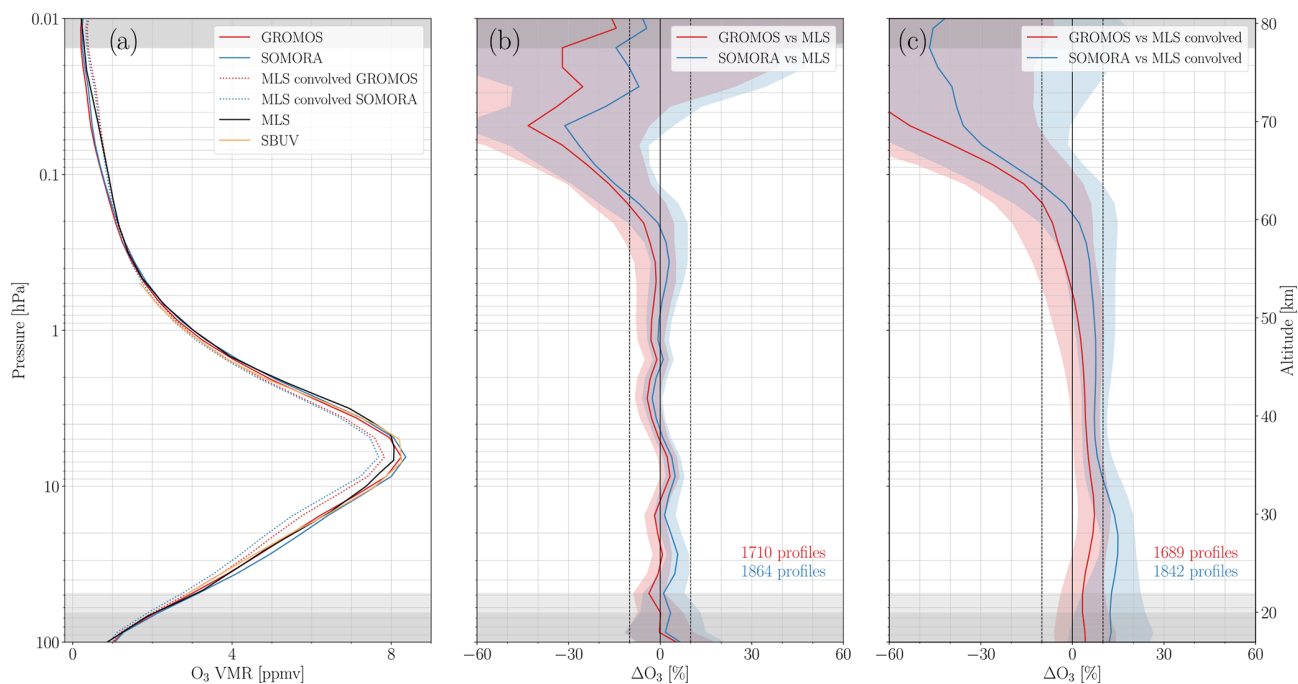 (a)
GROMOS
SOMORA
MLS convolved GROMOS
MLS convolved SOMORA
MLS
SBUV
0.01
0.1
1
10
100
Pressure [hPa]
0
4
8
O₃ VMR [ppmv]
(b)
GROMOS vs MLS
SOMORA vs MLS
1710 profiles
1864 profiles
−60
−30
0
30
60
ΔO₃ [%]
(c)
GROMOS vs MLS convolved
SOMORA vs MLS convolved
1689 profiles
1842 profiles
−60
−30
0
30
60
ΔO₃ [%]
80
70
60
50
40
30
20
Altitude [km]